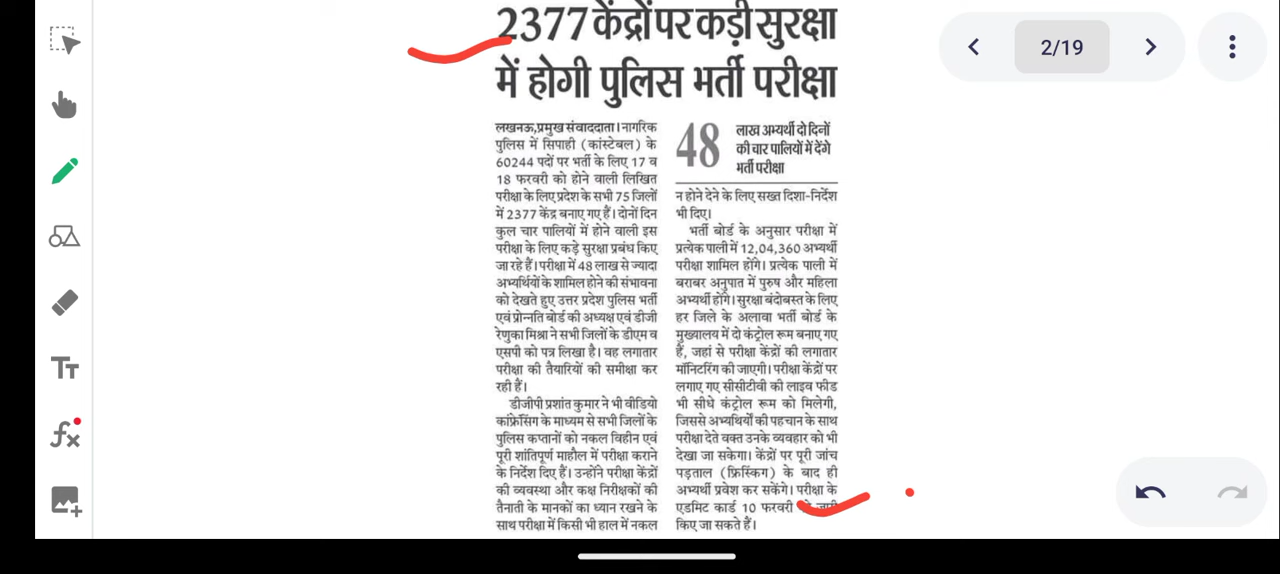 2377 केंद्रों पर कड़ी सुरक्षा
में होगी पुलिस भर्ती परीक्षा
लखनऊ, प्रमुख संवाददाता। नागरिक
पुलिस में सिपाही (कांस्टेबल) के
60244 पदों पर भर्ती के लिए 17 व
18 फरवरी को होने वाली लिखित
परीक्षा के लिए प्रदेश के सभी 75 जिलों
में 2377 केंद्र बनाए गए हैं। दोनों दिन
कुल चार पालियों में होने वाली इस
परीक्षा के लिए कड़े सुरक्षा प्रबंध किए
जा रहे हैं। परीक्षा में 48 लाख से ज्यादा
अभ्यर्थियों के शामिल होने की संभावना
को देखते हुए उत्तर प्रदेश पुलिस भर्ती
एवं प्रोन्नति बोर्ड की अध्यक्ष एवं डीजी
रेणुका मिश्रा ने सभी जिलों के डीएम व
एसपी को पत्र लिखा है। वह लगातार
परीक्षा की तैयारियों की समीक्षा कर
रही हैं।
डीजीपी प्रशांत कुमार ने भी वीडियो
कांफ्रेंसिंग के माध्यम से सभी जिलों के
पुलिस कप्तानों को नकल विहीन एवं
पूरी शांतिपूर्ण माहौल में परीक्षा कराने
के निर्देश दिए हैं। उन्होंने परीक्षा केंद्रों
की व्यवस्था और कक्ष निरीक्षकों की
तैनाती के मानकों का ध्यान रखने के
साथ परीक्षा में किसी भी हाल में नकल
48
लाख अभ्यर्थी दो दिनों
की चार पालियों में देंगे
भर्ती परीक्षा
न होने देने के लिए सख्त दिशा-निर्देश
भी दिए।
भर्ती बोर्ड के अनुसार परीक्षा में
प्रत्येक पाली में 12,04,360 अभ्यर्थी
परीक्षा शामिल होंगे। प्रत्येक पाली में
बराबर अनुपात में पुरुष और महिला
अभ्यर्थी होंगे। सुरक्षा बंदोबस्त के लिए
हर जिले के अलावा भर्ती बोर्ड के
मुख्यालय में दो कंट्रोल रूम बनाए गए
हैं, जहां से परीक्षा केंद्रों की लगातार
मॉनिटरिंग की जाएगी। परीक्षा केंद्रों पर
लगाए गए सीसीटीवी की लाइव फीड
भी सीधे कंट्रोल रूम को मिलेगी,
जिससे अभ्यर्थियों की पहचान के साथ
परीक्षा देते वक्त उनके व्यवहार को भी
देखा जा सकेगा। केंद्रों पर पूरी जांच
पड़ताल (फ्रिस्किंग) के बाद ही
अभ्यर्थी प्रवेश कर सकेंगे। परीक्षा के
एडमिट कार्ड 10 फरवरी
किए जा सकते हैं।
2/19
TT
fx